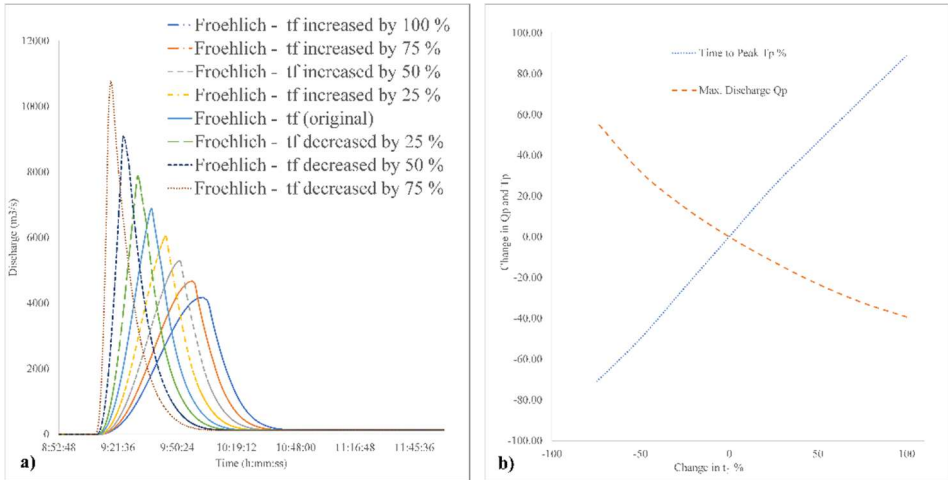 Froehlich - tf increased by 100 %
Froehlich - tf increased by 75 %
Froehlich - tf increased by 50 %
Froehlich - tf increased by 25 %
Froehlich - tf (original)
Froehlich - tf decreased by 25 %
Froehlich - tf decreased by 50 %
Froehlich - tf decreased by 75 %
12000
10000
8000
6000
4000
2000
0
Discharge (m3/s)
8:52:48 9:21:36 9:50:24 10:19:12 10:48:00 11:16:48 11:45:36
Time (h:mm:ss)
a)
100.00
80.00
60.00
40.00
20.00
0.00
-20.00
-40.00
-60.00
-80.00
-100.00
Change in Qp and Tp
Time to Peak Tp %
Max. Discharge Qp
-100 -50 0 50 100
Change in t- %
b)